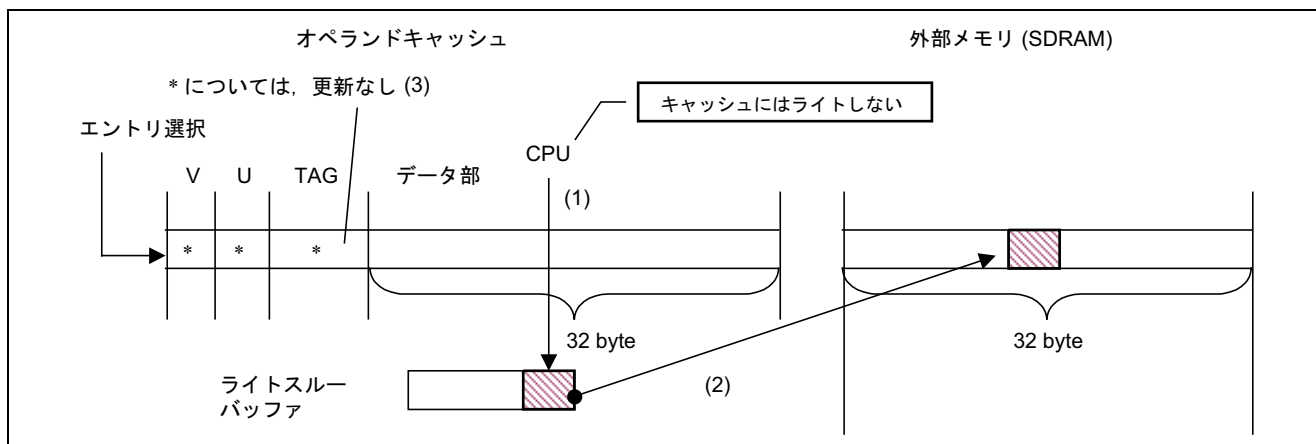 オペランドキャッシュ
外部メモリ (SDRAM)
* については，更新なし (3)
キャッシュにはライトしない
エントリ選択
CPU
V U TAG データ部
(1)
* * *
32 byte
32 byte
ライトスルー
バッファ
(2)